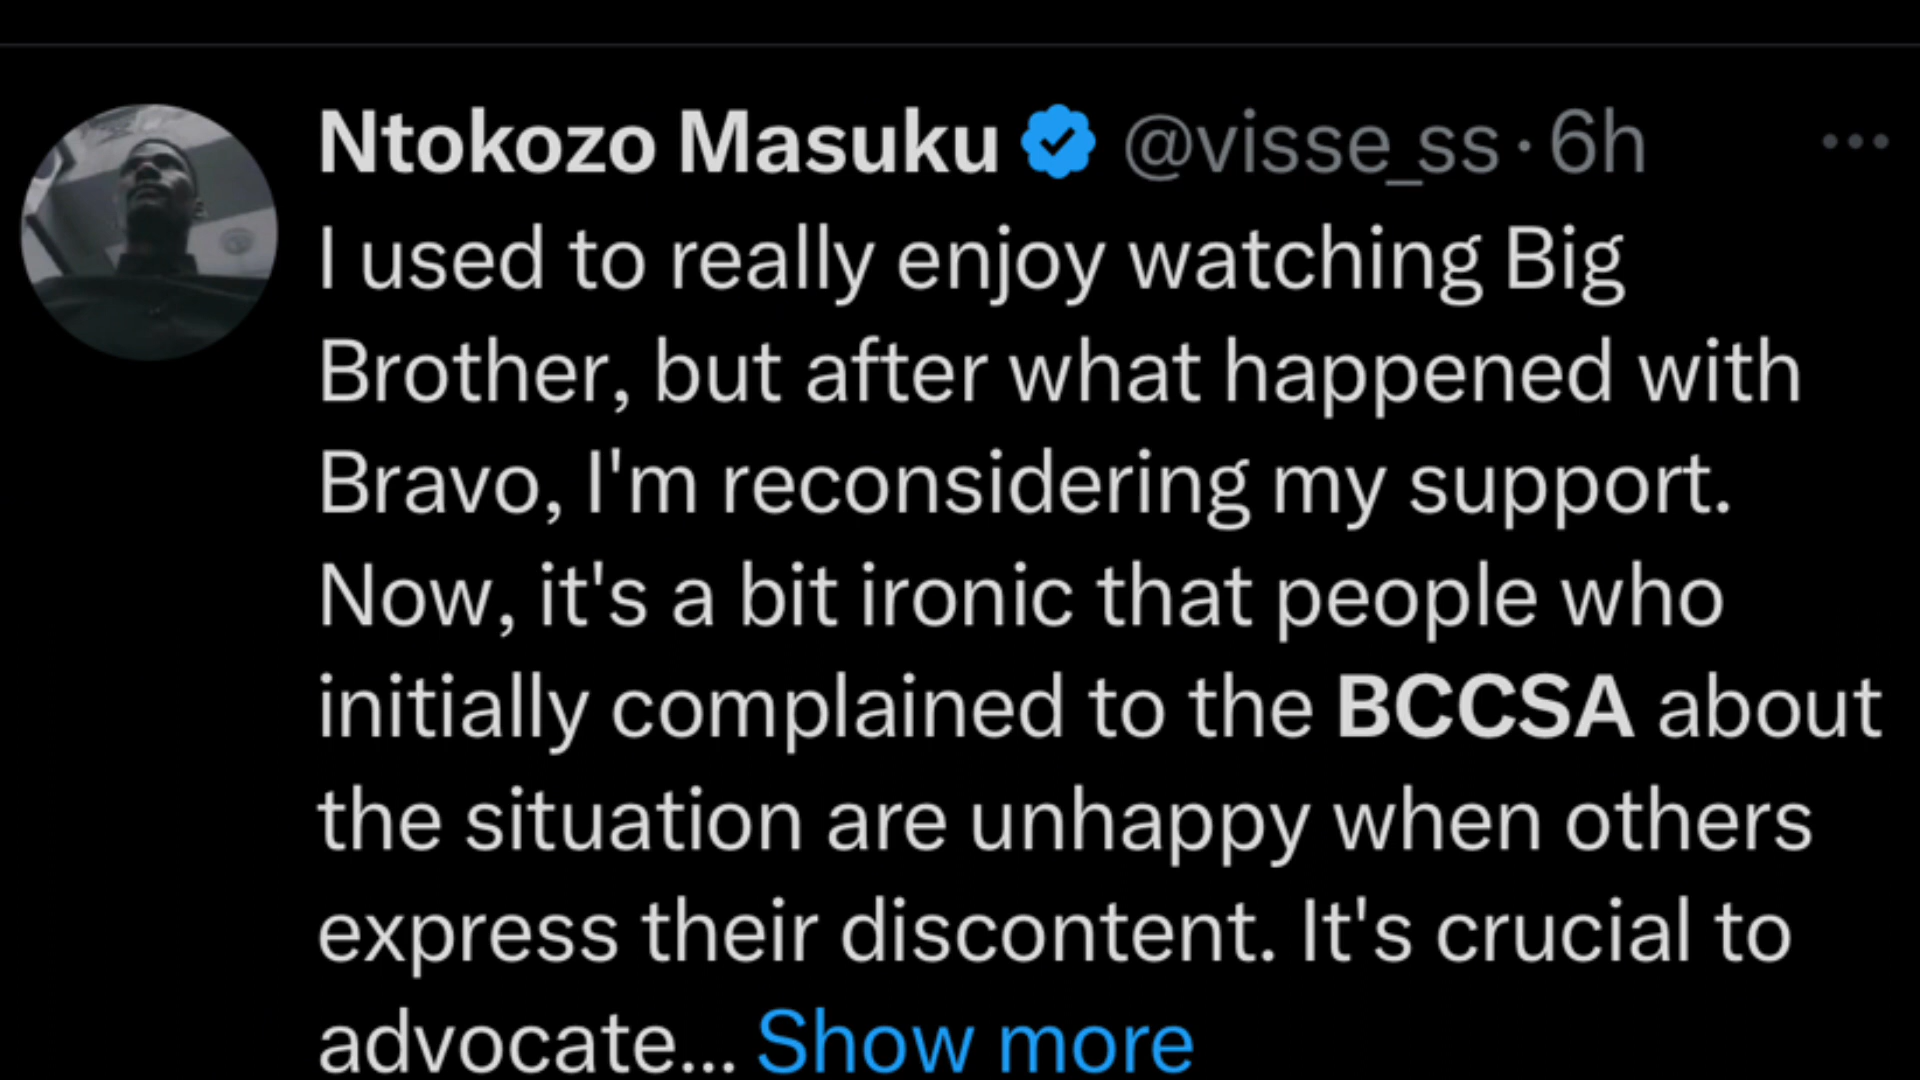 Ntokozo Masuku @visse_ss · 6h
I used to really enjoy watching Big
Brother, but after what happened with
Bravo, I'm reconsidering my support.
Now, it's a bit ironic that people who
initially complained to the BCCSA about
the situation are unhappy when others
express their discontent. It's crucial to
advocate... Show more